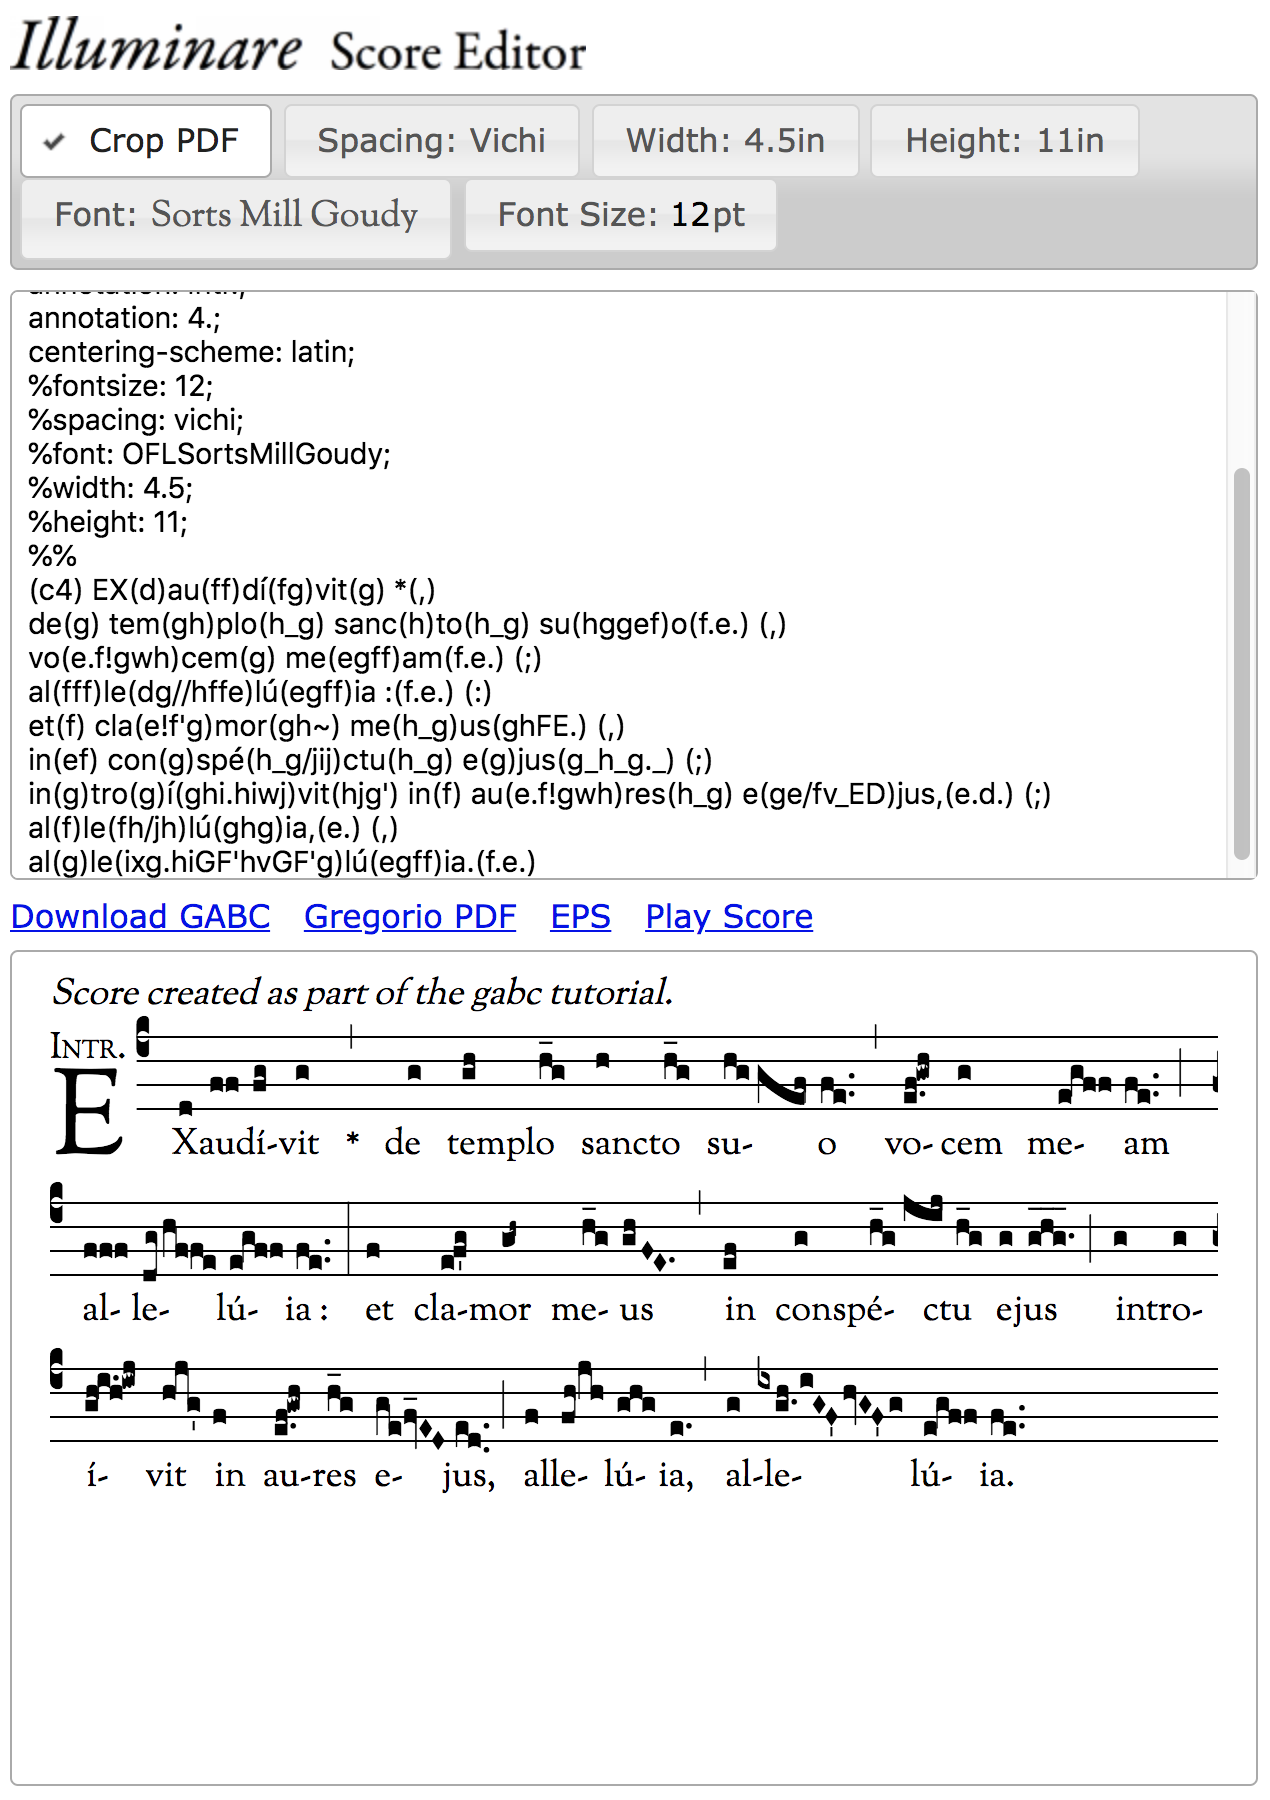 Illuminare Score Editor
✓ Crop PDF Spacing: Vichi Width: 4.5in Height: 11in
Font: Sorts Mill Goudy Font Size: 12pt
annotation: Intr.;
annotation: 4.;
centering-scheme: latin;
%fontsize: 12;
%spacing: vichi;
%font: OFLSortsMillGoudy;
%width: 4.5;
%height: 11;
%%
(c4) EX(d)au(ff)dí(fg)vit(g) *(,)
de(g) tem(gh)plo(h_g) sanc(h)to(h_g) su(hggef)o(f.e.) (,)
vo(e.f!gwh)cem(g) me(egff)am(f.e.) (;)
al(fff)le(dg//hffe)lú(egff)ia :(f.e.) (:)
et(f) cla(e!f'g)mor(gh~) me(h_g)us(ghFE.) (,)
in(ef) con(g)spé(h_g/jij)ctu(h_g) e(g)jus(g_h_g._) (;)
in(g)tro(g)í(ghi.hiwj)vit(hjg') in(f) au(e.f!gwh)res(h_g) e(ge/fv_ED)jus,(e.d.) (;)
al(f)le(fh/jh)lú(ghg)ia,(e.) (,)
al(g)le(ixg.hiGF'hvGF'g)lú(egff)ia.(f.e.)
Download GABC Gregorio PDF EPS Play Score
Score created as part of the gabc tutorial.
Intr.
EXaudí-vit * de templo sancto su- o vo- cem me- am
al- le- lú- ia : et cla-mor me- us in conspé- ctu ejus intro-
í- vit in au-res e- jus, alle- lú- ia, al-le- lú- ia.